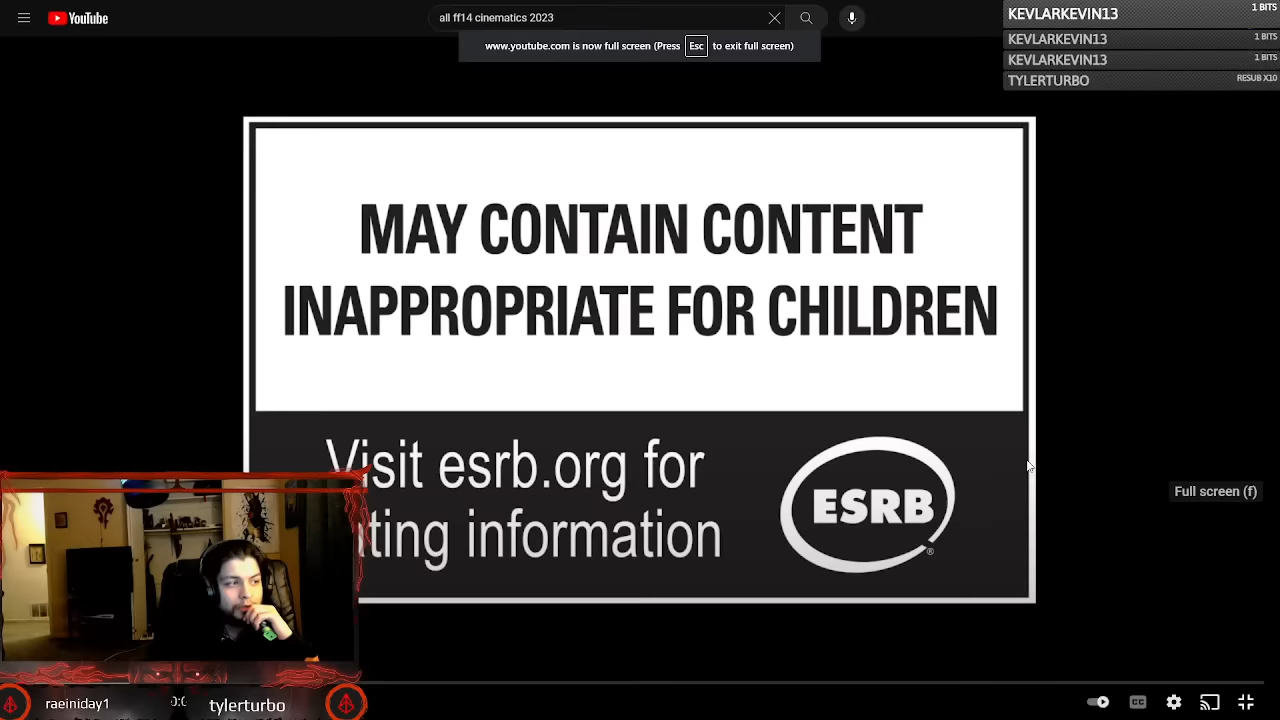 YouTube
all ff14 cinematics 2023
www.youtube.com is now full screen (Press Esc to exit full screen)
KEVLARKEVIN13 1 BITS
KEVLARKEVIN13 1 BITS
KEVLARKEVIN13 1 BITS
TYLERTURBO RESUB X10
MAY CONTAIN CONTENT
INAPPROPRIATE FOR CHILDREN
Visit esrb.org for
ting information
ESRB
®
Full screen (f)
CC
raeiniday1
tylerturbo